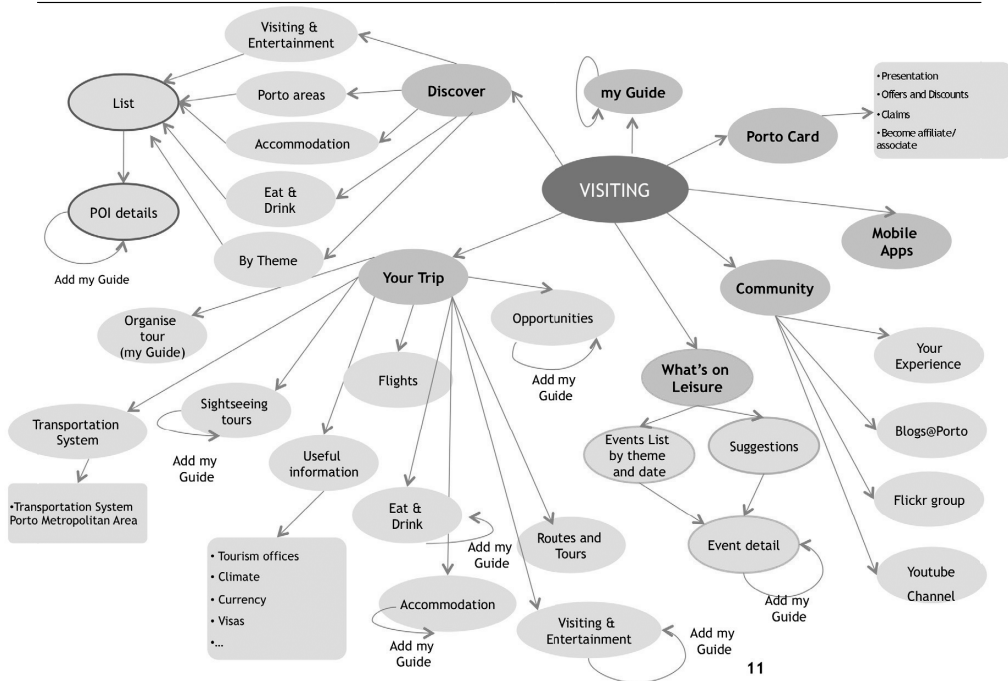 Visiting &
Entertainment
List
Porto areas
Discover
my Guide
•Presentation
•Offers and Discounts
•Claims
•Become affiliate/
associate
Porto Card
Accommodation
VISITING
Eat &
Drink
POI details
Add my Guide
By Theme
Mobile
Apps
Your Trip
Community
Organise
tour
(my Guide)
Opportunities
Add my
Guide
Your
Experience
What's on
Leisure
Flights
Sightseeing
tours
Add my
Guide
Transportation
System
•Transportation System
Porto Metropolitan Area
Useful
information
Events List
by theme
and date
Suggestions
Blogs@Porto
Flickr group
Eat &
Drink
Add my
Guide
Routes and
Tours
Event detail
Add my
Guide
Youtube
Channel
• Tourism offices
• Climate
• Currency
• Visas
•…
Accommodation
Add my
Guide
Visiting &
Entertainment
Add my
Guide
11